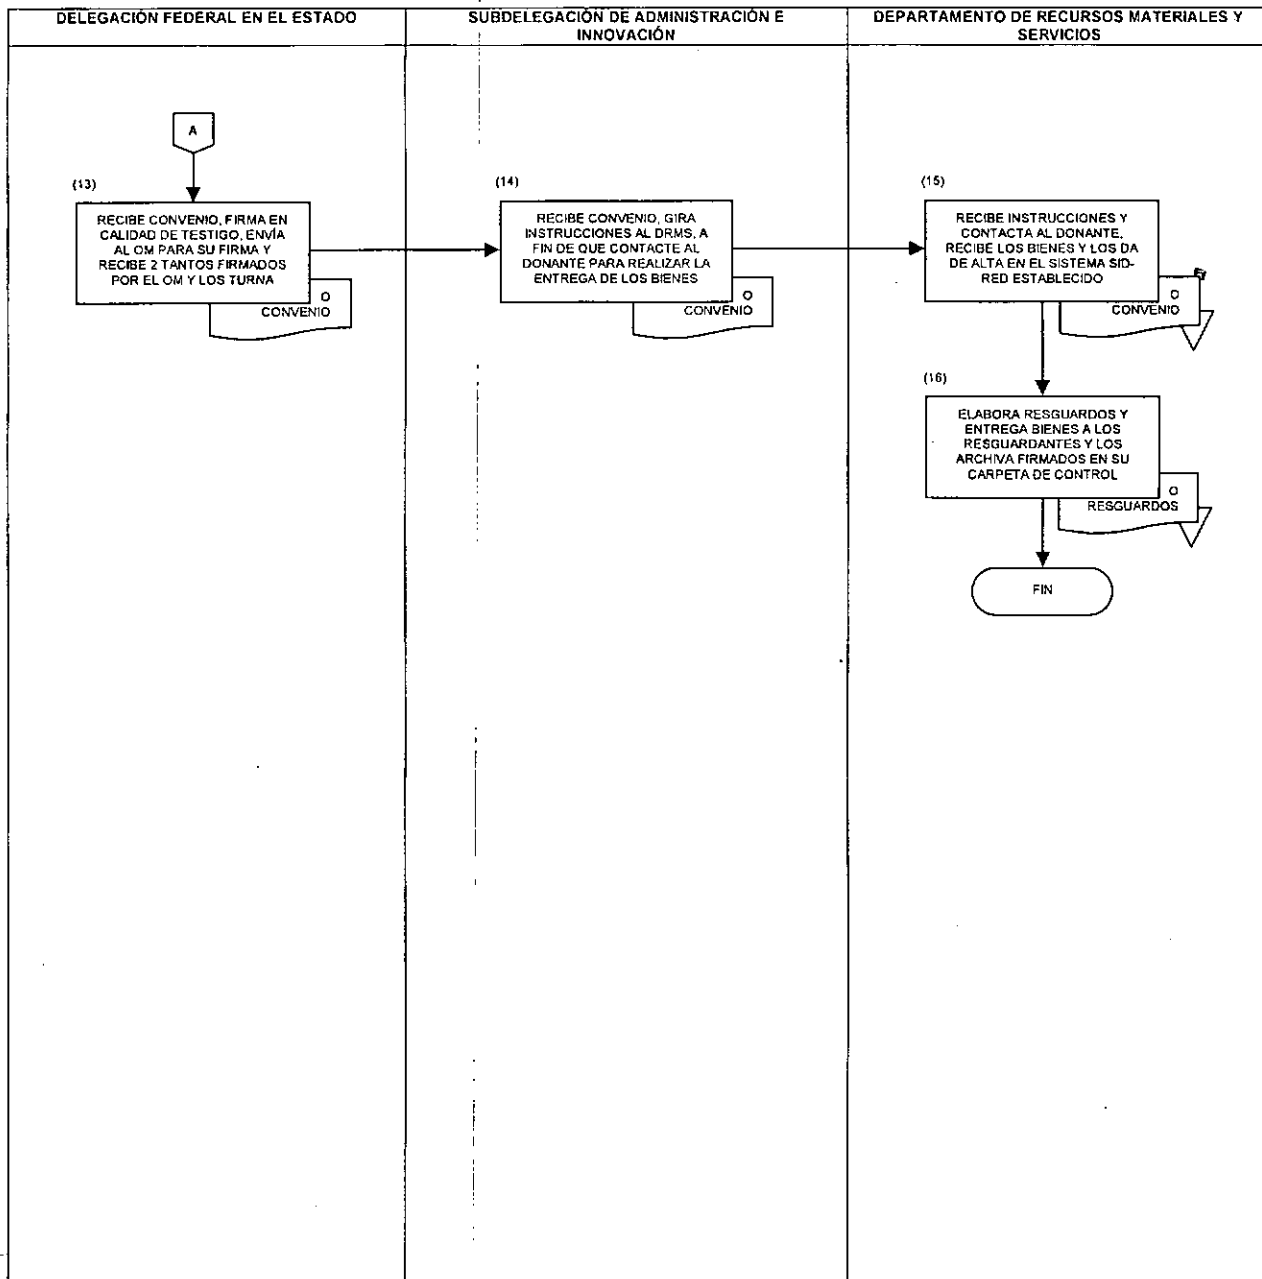 DELEGACIÓN FEDERAL EN EL ESTADO
SUBDELEGACIÓN DE ADMINISTRACIÓN E
INNOVACIÓN
DEPARTAMENTO DE RECURSOS MATERIALES Y
SERVICIOS
A
(13)
RECIBE CONVENIO, FIRMA EN
CALIDAD DE TESTIGO, ENVÍA
AL OM PARA SU FIRMA Y
RECIBE 2 TANTOS FIRMADOS
POR EL OM Y LOS TURNA
O
CONVENIO
(14)
RECIBE CONVENIO, GIRA
INSTRUCCIONES AL DRMS, A
FIN DE QUE CONTACTE AL
DONANTE PARA REALIZAR LA
ENTREGA DE LOS BIENES
O
CONVENIO
(15)
RECIBE INSTRUCCIONES Y
CONTACTA AL DONANTE,
RECIBE LOS BIENES Y LOS DA
DE ALTA EN EL SISTEMA SID-
RED ESTABLECIDO
O
CONVENIO
(16)
ELABORA RESGUARDOS Y
ENTREGA BIENES A LOS
RESGUARDANTES Y LOS
ARCHIVA FIRMADOS EN SU
CARPETA DE CONTROL
O
RESGUARDOS
FIN